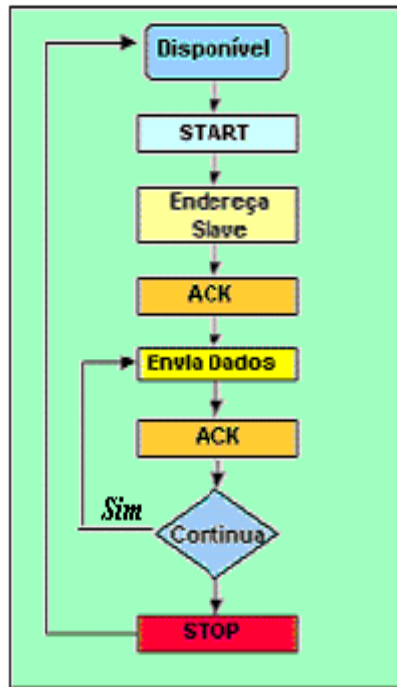 Disponível
START
Endereça
Slave
ACK
Envia Dados
ACK
Sim
Continua
STOP